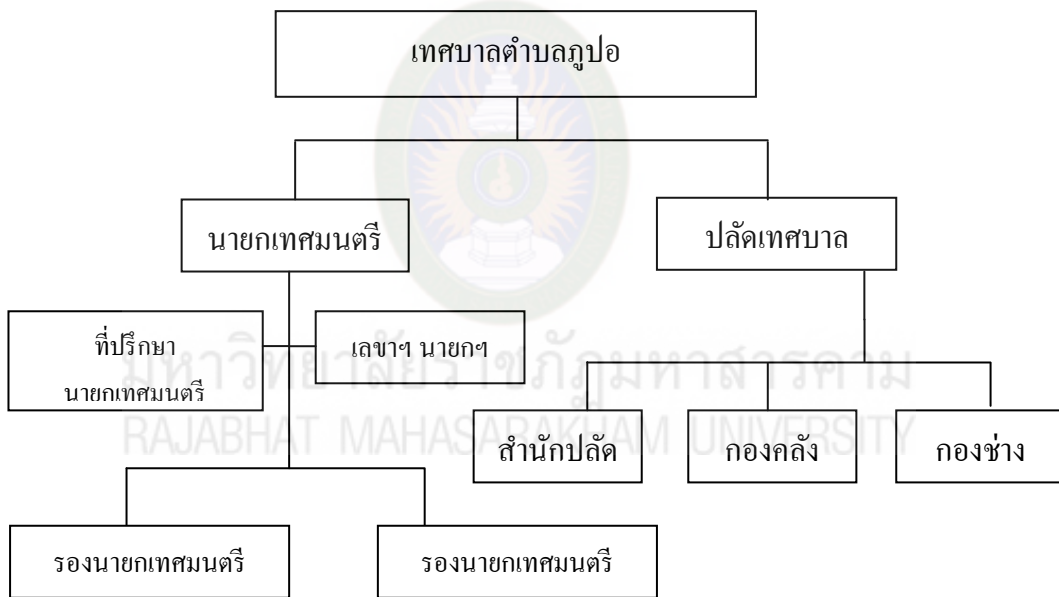 เทศบาลตำบลภูปอ
นายกเทศมนตรี
ปลัดเทศบาล
ที่ปรึกษา
นายกเทศมนตรี
เลขาฯ นายกฯ
มหาวิทยาลัยราชภัฏมหาสารคาม
RAJABHAT MAHASARAKHAM UNIVERSITY
สำนักปลัด
กองคลัง
กองช่าง
รองนายกเทศมนตรี
รองนายกเทศมนตรี